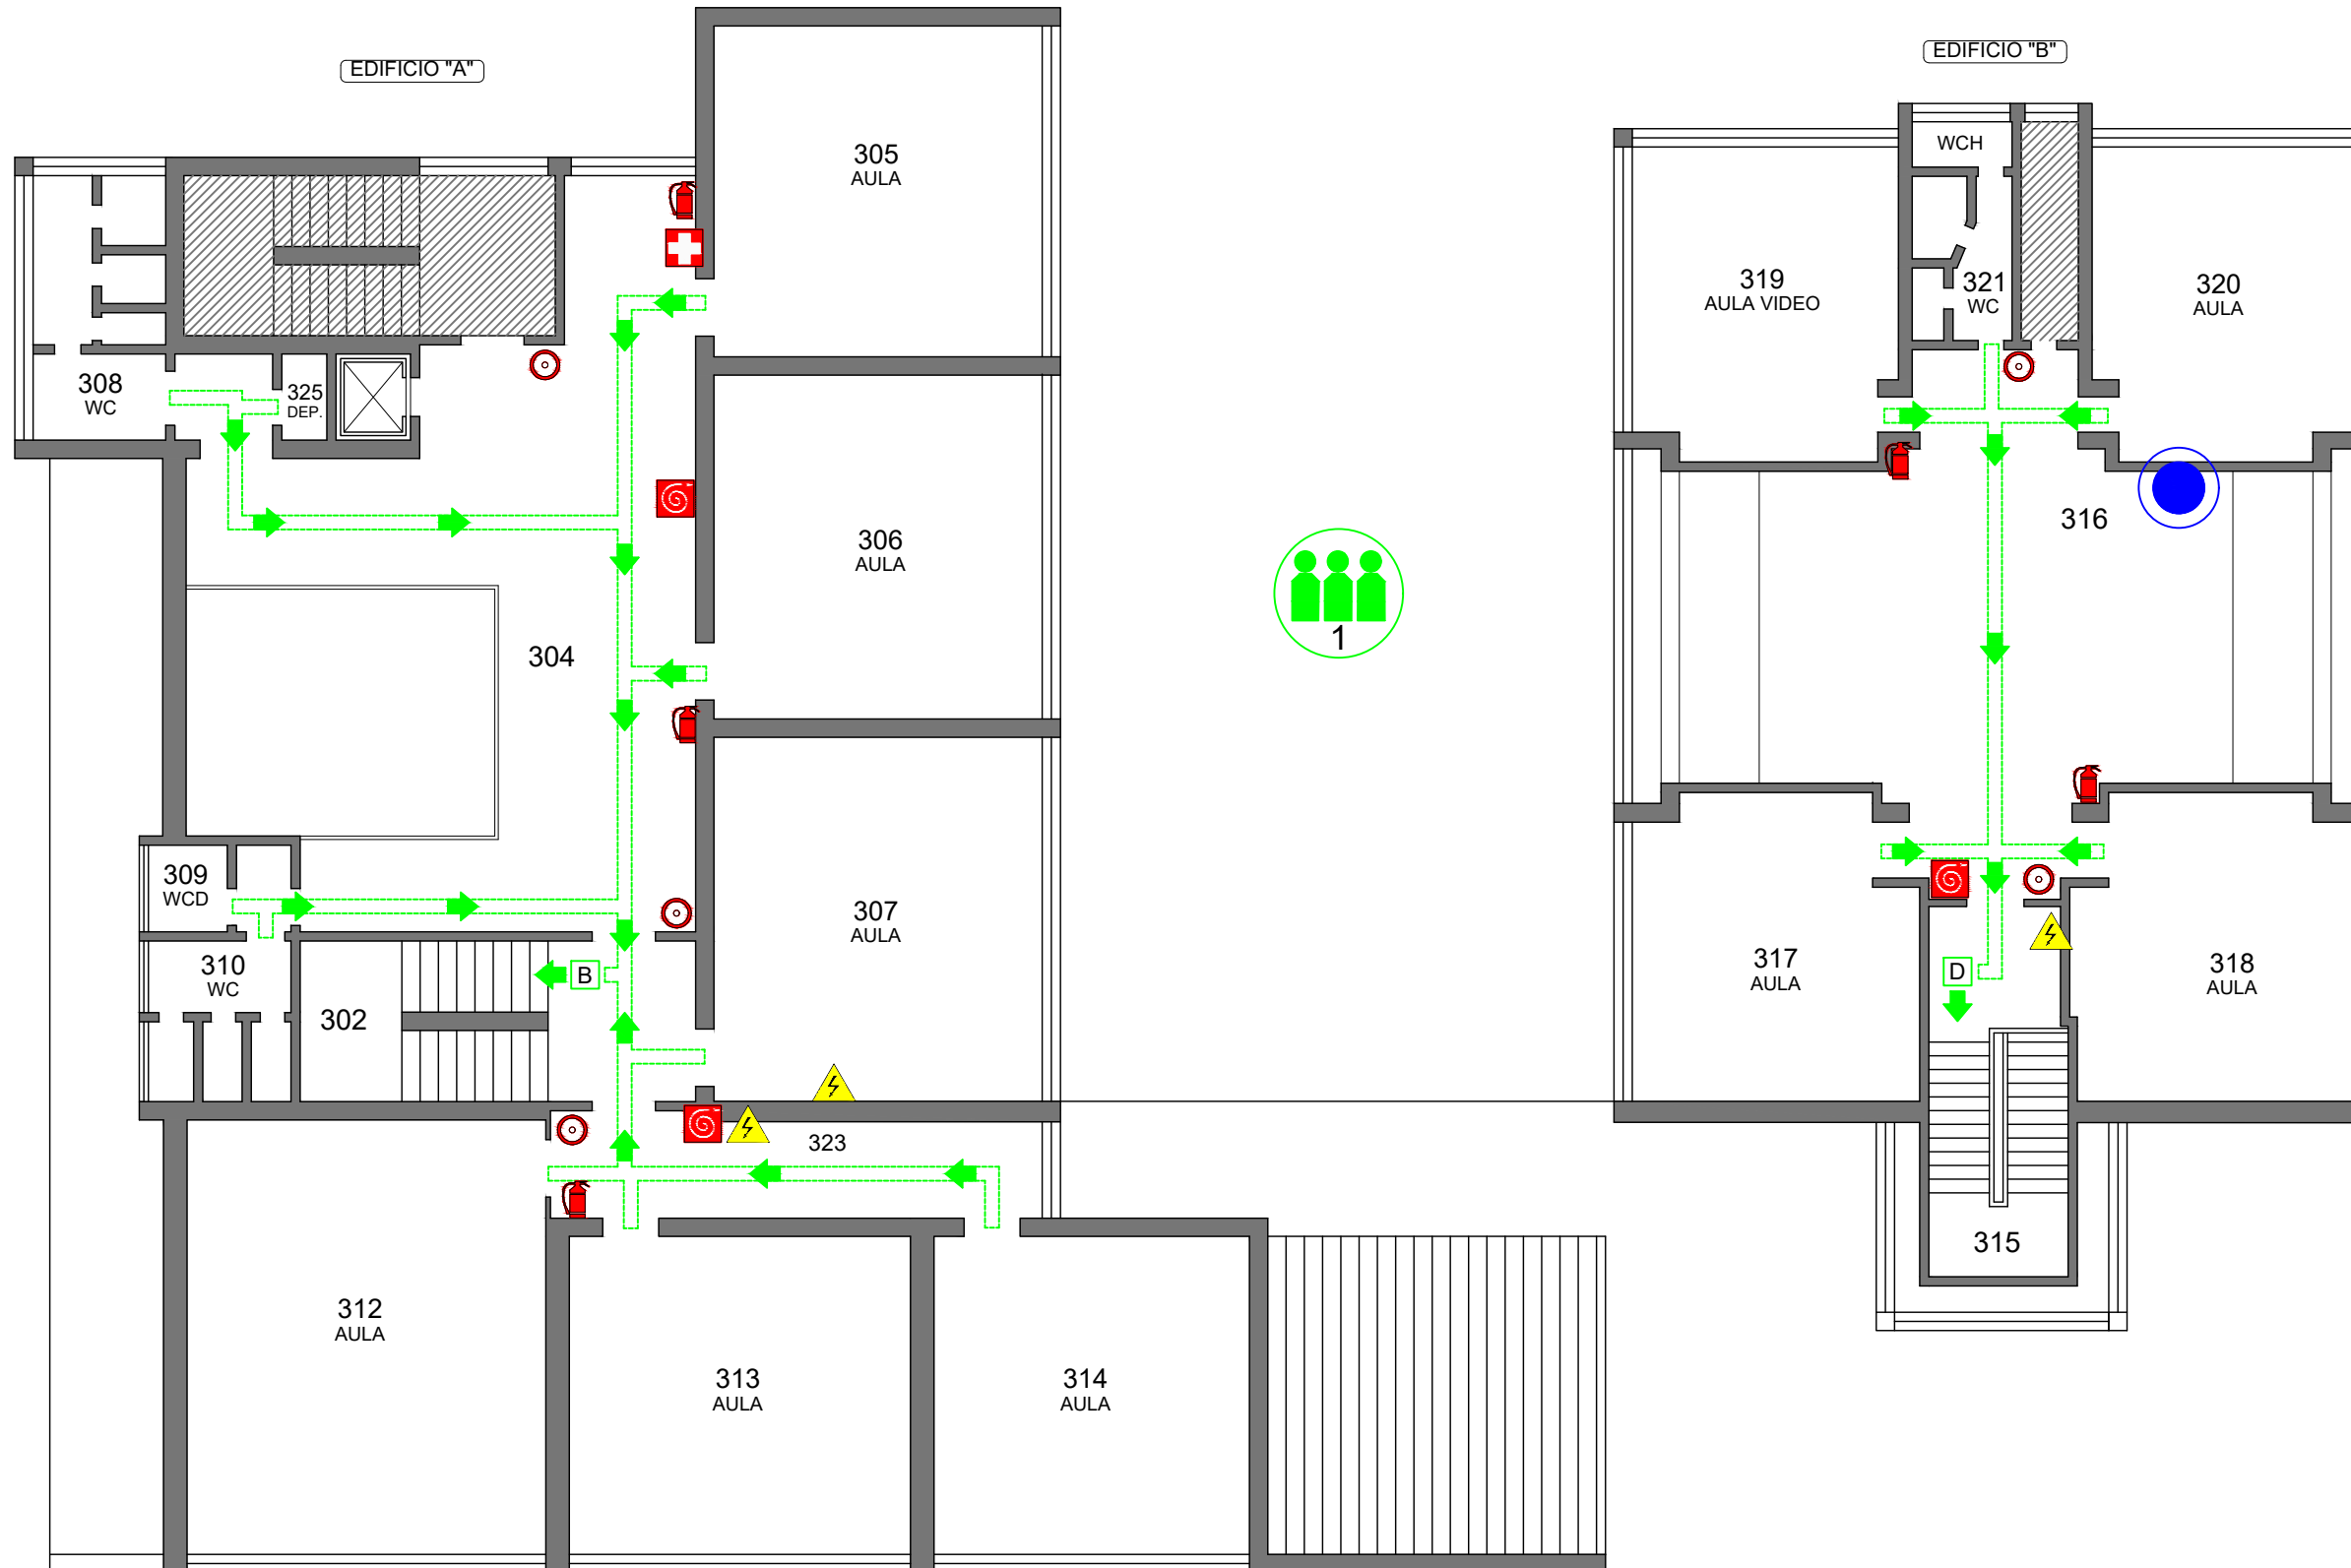 EDIFICIO "A"
EDIFICIO "B"
305
AULA
WCH
319
AULA VIDEO
321
WC
320
AULA
308
WC
325
DEP.
306
AULA
316
1
304
309
WCD
307
AULA
310
WC
302
B
317
AULA
D
318
AULA
323
315
312
AULA
313
AULA
314
AULA